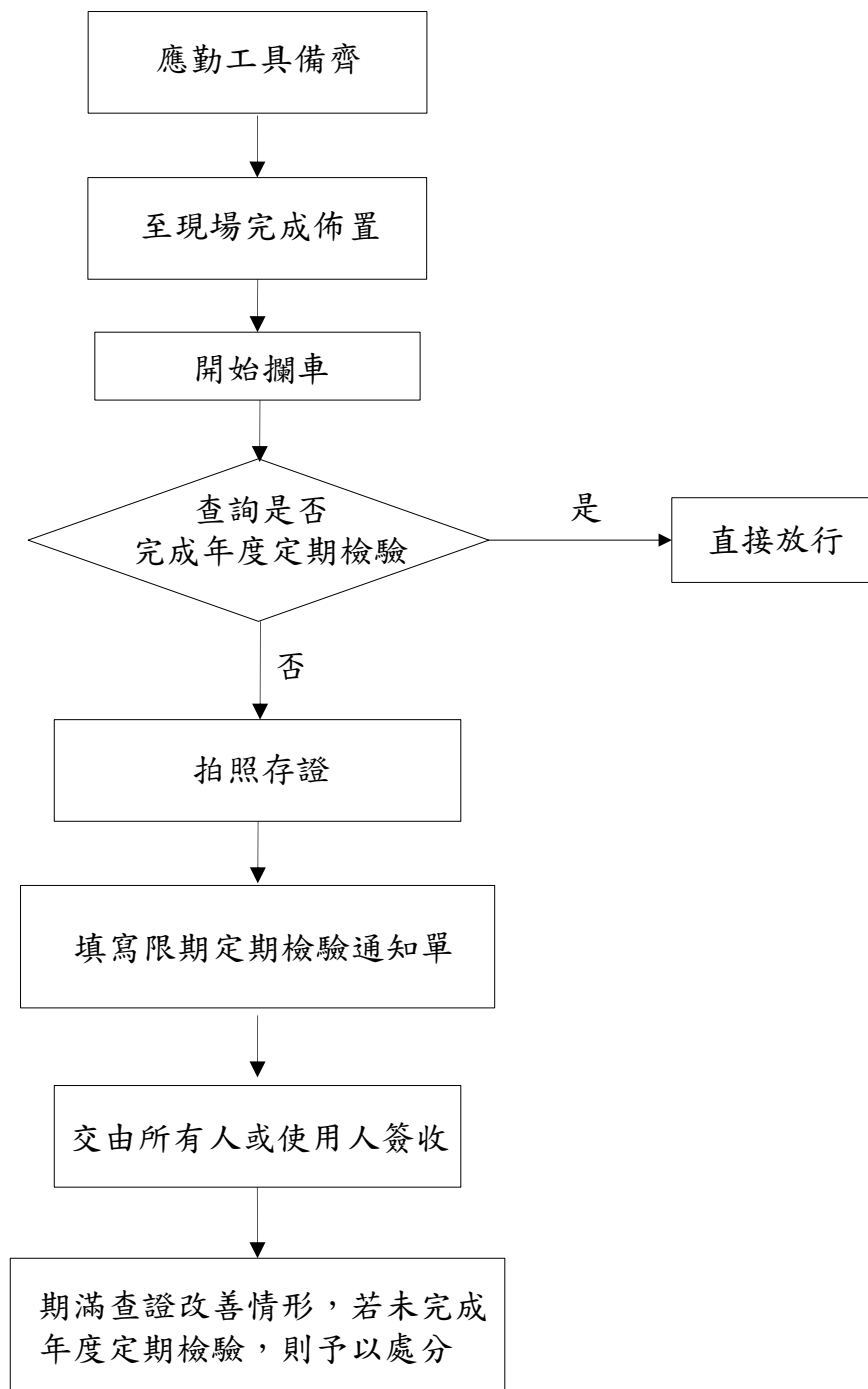 應勤工具備齊
至現場完成佈置
開始攔車
查詢是否
完成年度定期檢驗
是
直接放行
否
拍照存證
填寫限期定期檢驗通知單
交由所有人或使用人簽收
期滿查證改善情形，若未完成
年度定期檢驗，則予以處分